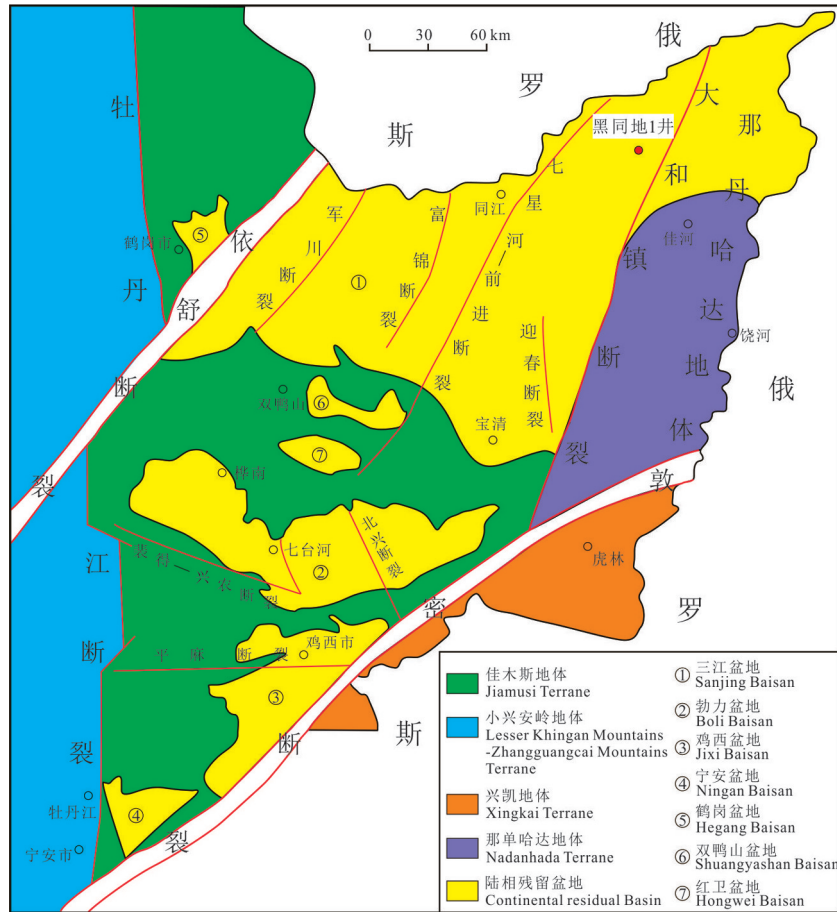 0 30 60 km
俄
罗
斯
黑同地1井
大和镇断裂
那丹哈达地体
牡丹江断裂
依舒断裂
⑤
鹤岗市
军川断裂
①
富锦断裂
同江
七星河—前进断裂
迎春断裂
佳河
饶河
俄
罗
斯
双鸭山
⑥
宝清
⑦
桦南
七台河
②
北兴断裂
裴得—兴农断裂
敦密断裂
虎林
鸡西市
平麻断裂
③
牡丹江
④
宁安市
佳木斯地体
Jiamusi Terrane
小兴安岭地体
Lesser Khingan Mountains
-Zhangguangcai Mountains
Terrane
兴凯地体
Xingkai Terrane
那单哈达地体
Nadanhada Terrane
陆相残留盆地
Continental residual Basin
① 三江盆地
Sanjing Baisan
② 勃力盆地
Boli Baisan
③ 鸡西盆地
Jixi Baisan
④ 宁安盆地
Ningan Baisan
⑤ 鹤岗盆地
Hegang Baisan
⑥ 双鸭山盆地
Shuangyashan Basan
⑦ 红卫盆地
Hongwei Baisan